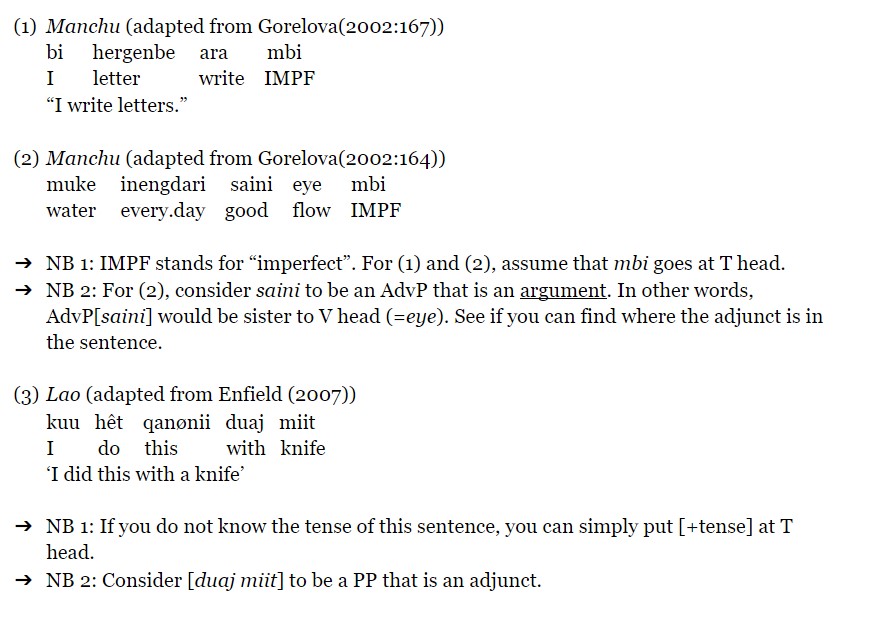 (1) Manchu (adapted from Gorelova(2002:167))
bi hergenbe ara mbi
I letter write IMPF
“I write letters.”
(2) Manchu (adapted from Gorelova(2002:164))
muke inengdari saini eye mbi
water every.day good flow IMPF
➔ NB 1: IMPF stands for “imperfect”. For (1) and (2), assume that mbi goes at T head.
➔ NB 2: For (2), consider saini to be an AdvP that is an argument. In other words,
AdvP[saini] would be sister to V head (=eye). See if you can find where the adjunct is in
the sentence.
(3) Lao (adapted from Enfield (2007))
kuu hêt qanønii duaj miit
I do this with knife
‘I did this with a knife’
➔ NB 1: If you do not know the tense of this sentence, you can simply put [+tense] at T
head.
➔ NB 2: Consider [duaj miit] to be a PP that is an adjunct.